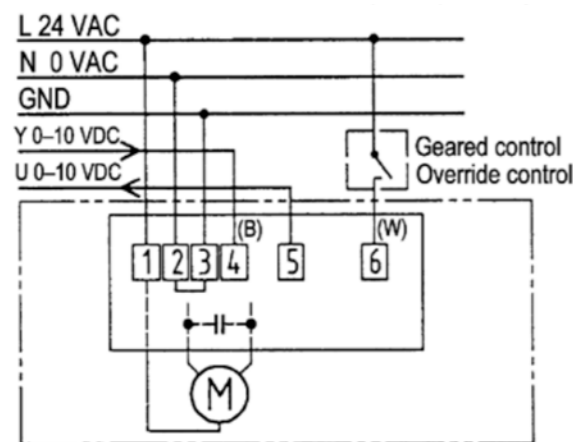 L 24 VAC
N 0 VAC
GND
Y 0–10 VDC
U 0–10 VDC
Geared control
Override control
(B)
(W)
1 2 3 4 5 6
M